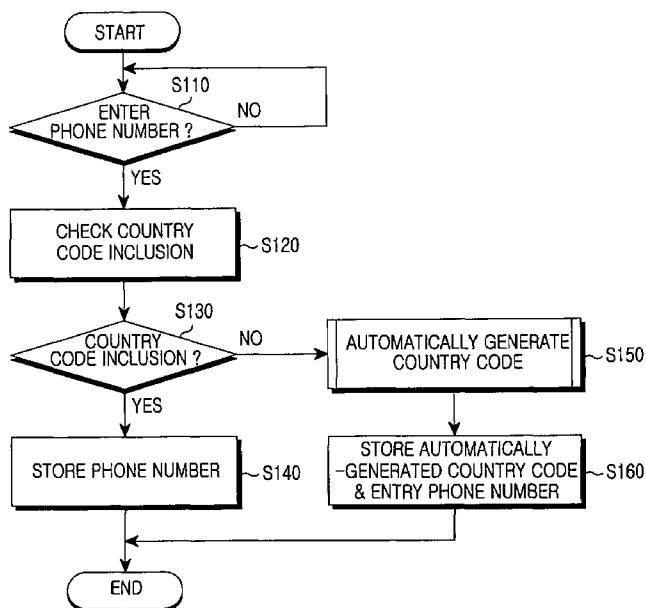 START
S110
ENTER
PHONE NUMBER ?
NO
YES
CHECK COUNTRY
CODE INCLUSION
S120
S130
COUNTRY
CODE INCLUSION ?
NO
YES
AUTOMATICALLY GENERATE
COUNTRY CODE
S150
STORE PHONE NUMBER
S140
STORE AUTOMATICALLY
-GENERATED COUNTRY CODE
& ENTRY PHONE NUMBER
S160
END